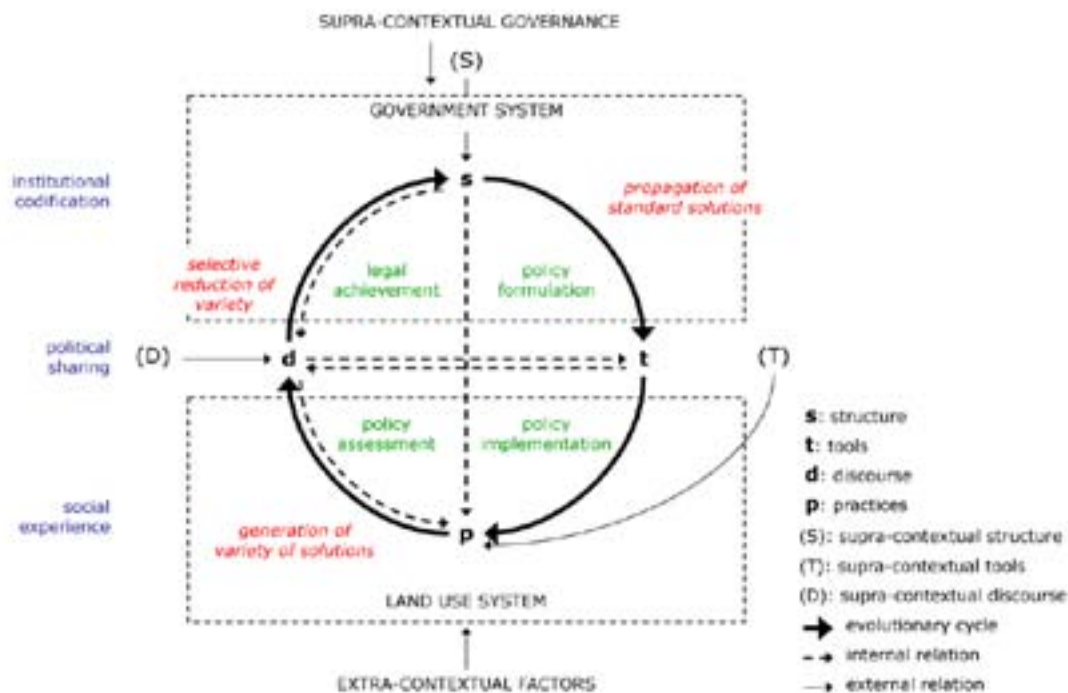 SUPRA-CONTEXTUAL GOVERNANCE
(S)
GOVERNMENT SYSTEM
institutional
codification
s
propagation of
standard solutions
selective
reduction of
variety
legal
achievement
policy
formulation
political
sharing
(D)
d
t
(T)
policy
assessment
policy
implementation
social
experience
generation of
variety of solutions
p
LAND USE SYSTEM
EXTRA-CONTEXTUAL FACTORS
s: structure
t: tools
d: discourse
p: practices
(S): supra-contextual structure
(T): supra-contextual tools
(D): supra-contextual discourse
evolutionary cycle
internal relation
external relation